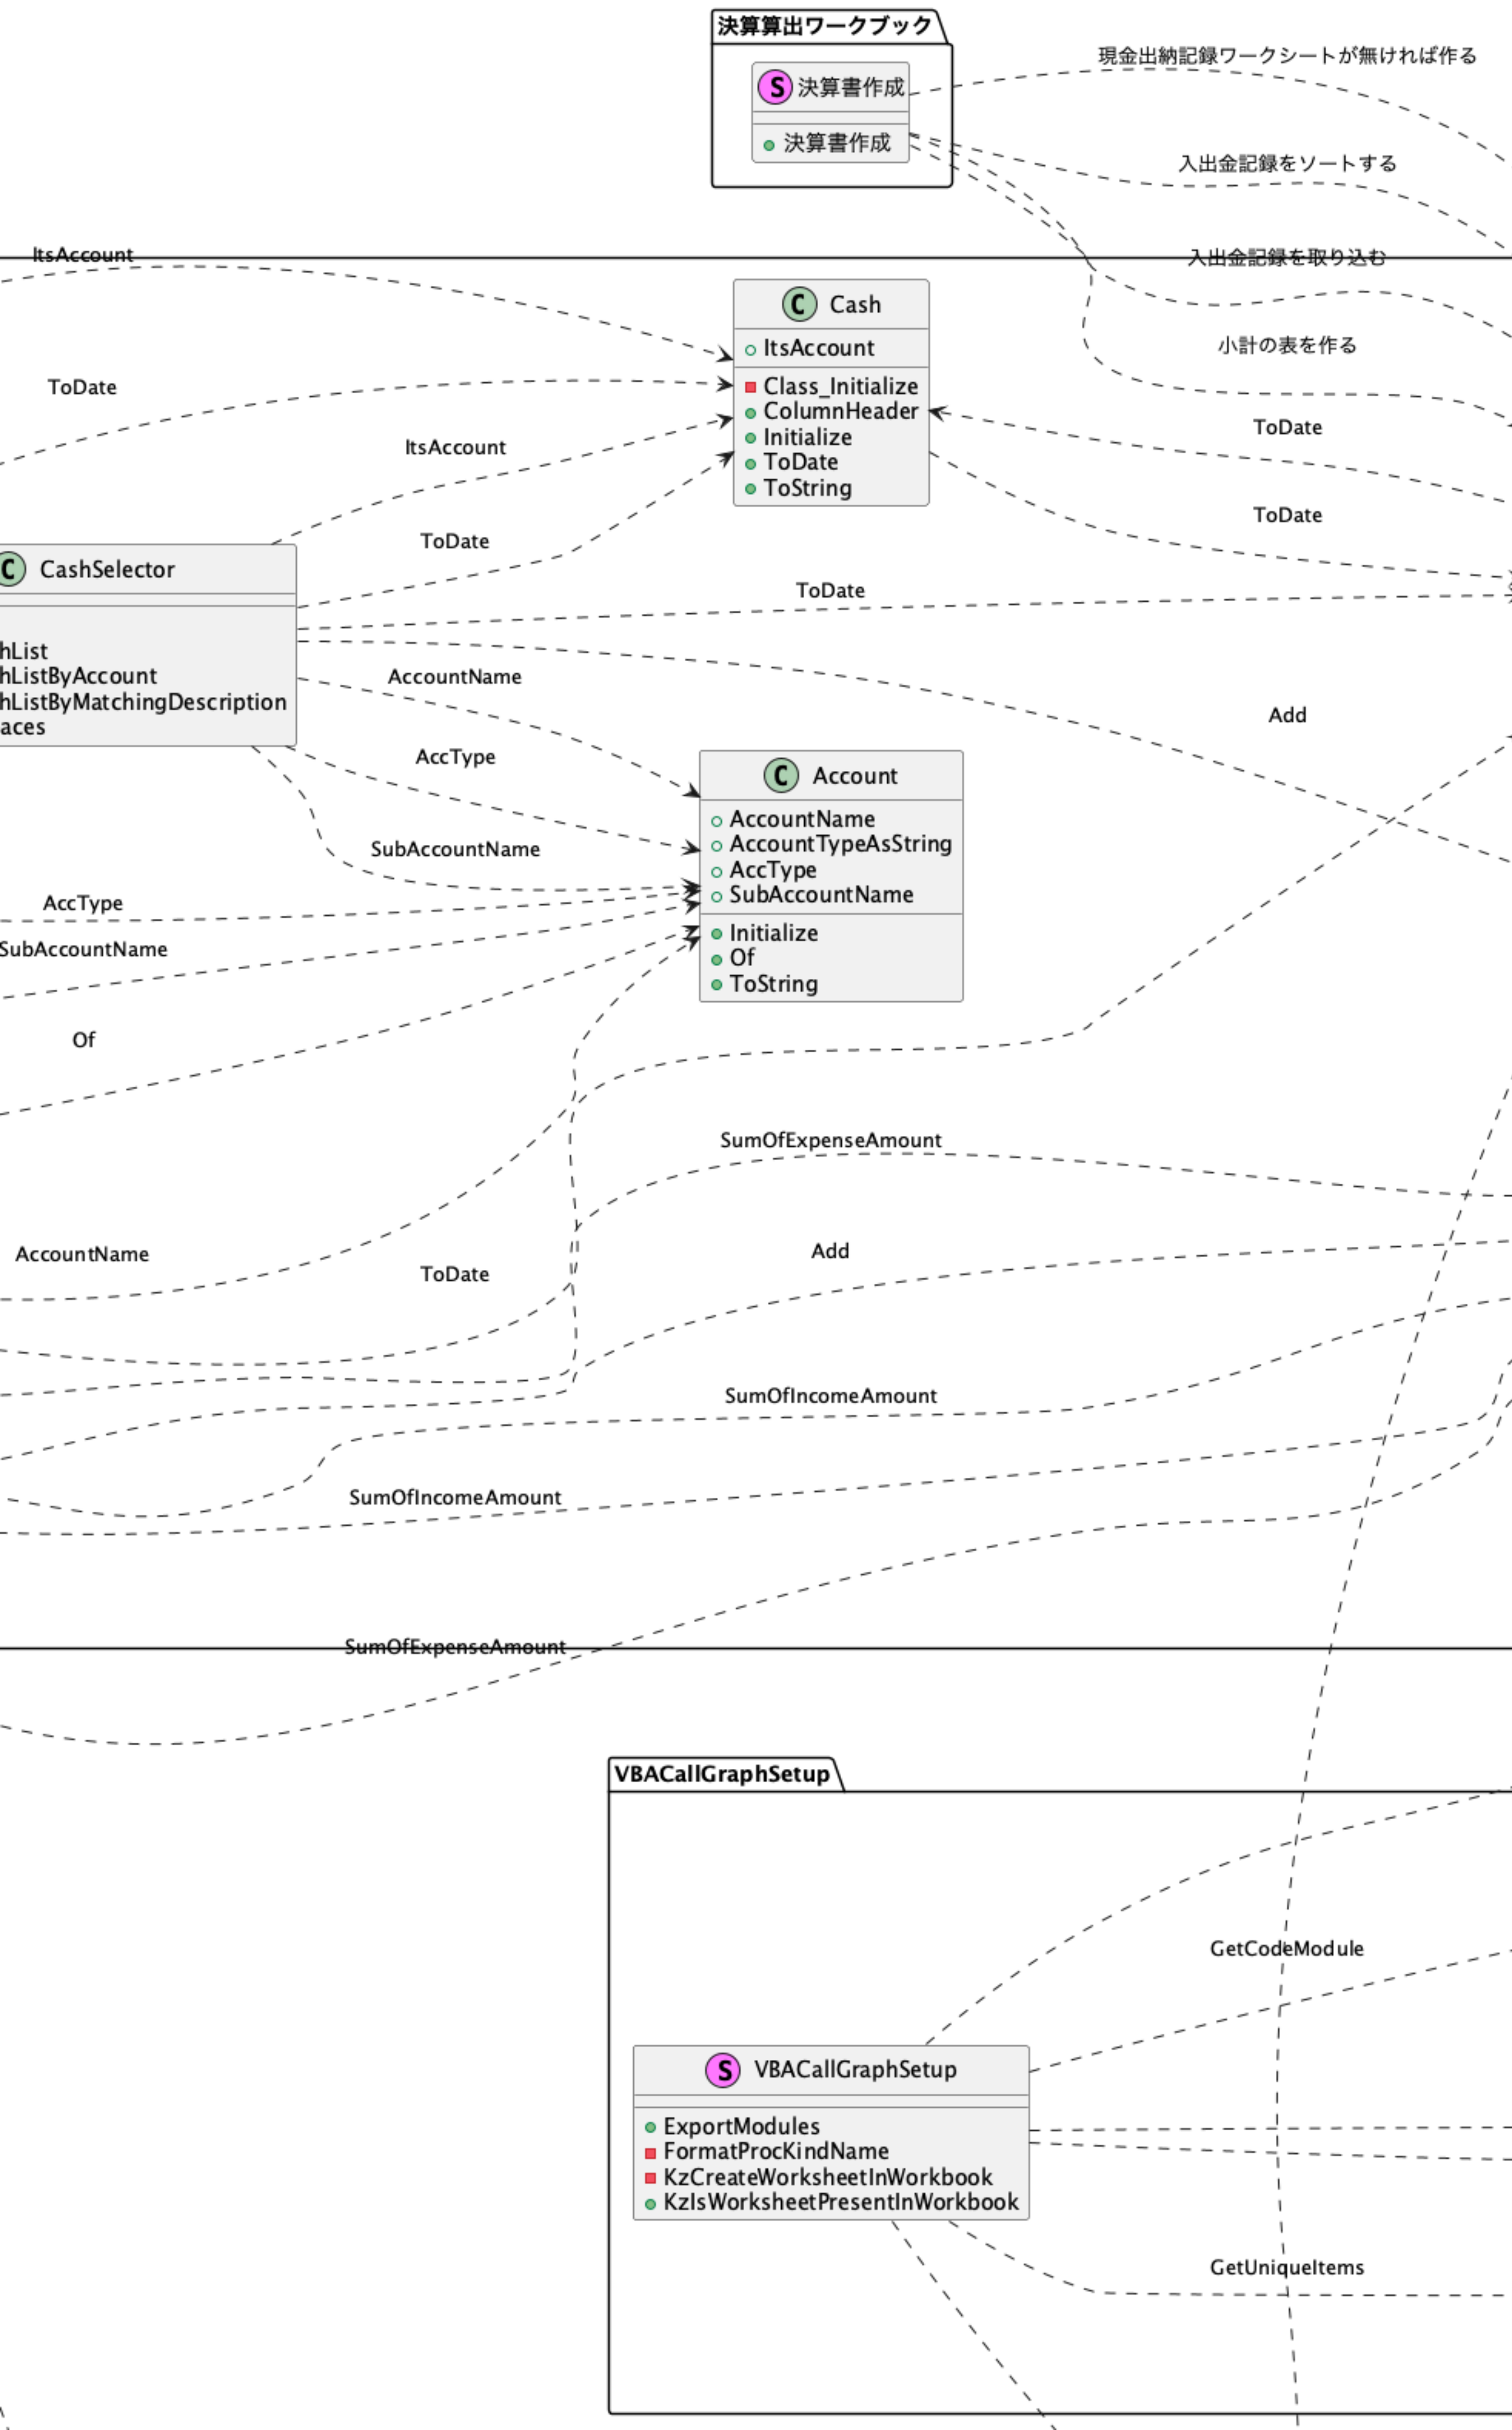 決算算出ワークブック
決算書作成
決算書作成
現金出納記録ワークシートが無ければ作る
入出金記録をソートする
入出金記録を取り込む
小計の表を作る
ItsAccount
ToDate
ItsAccount
ToDate
Cash
ItsAccount
Class_Initialize
ColumnHeader
Initialize
ToDate
ToString
ToDate
ToDate
CashSelector
hList
hListByAccount
hListByMatchingDescription
aces
ToDate
Add
AccountName
AccType
SubAccountName
AccType
SubAccountName
Of
Account
AccountName
AccountTypeAsString
AccType
SubAccountName
Initialize
Of
ToString
SumOfExpenseAmount
AccountName
ToDate
Add
SumOfIncomeAmount
SumOfIncomeAmount
SumOfExpenseAmount
VBACallGraphSetup
GetCodeModule
VBACallGraphSetup
ExportModules
FormatProcKindName
KzCreateWorksheetInWorkbook
KzIsWorksheetPresentInWorkbook
GetUniqueItems